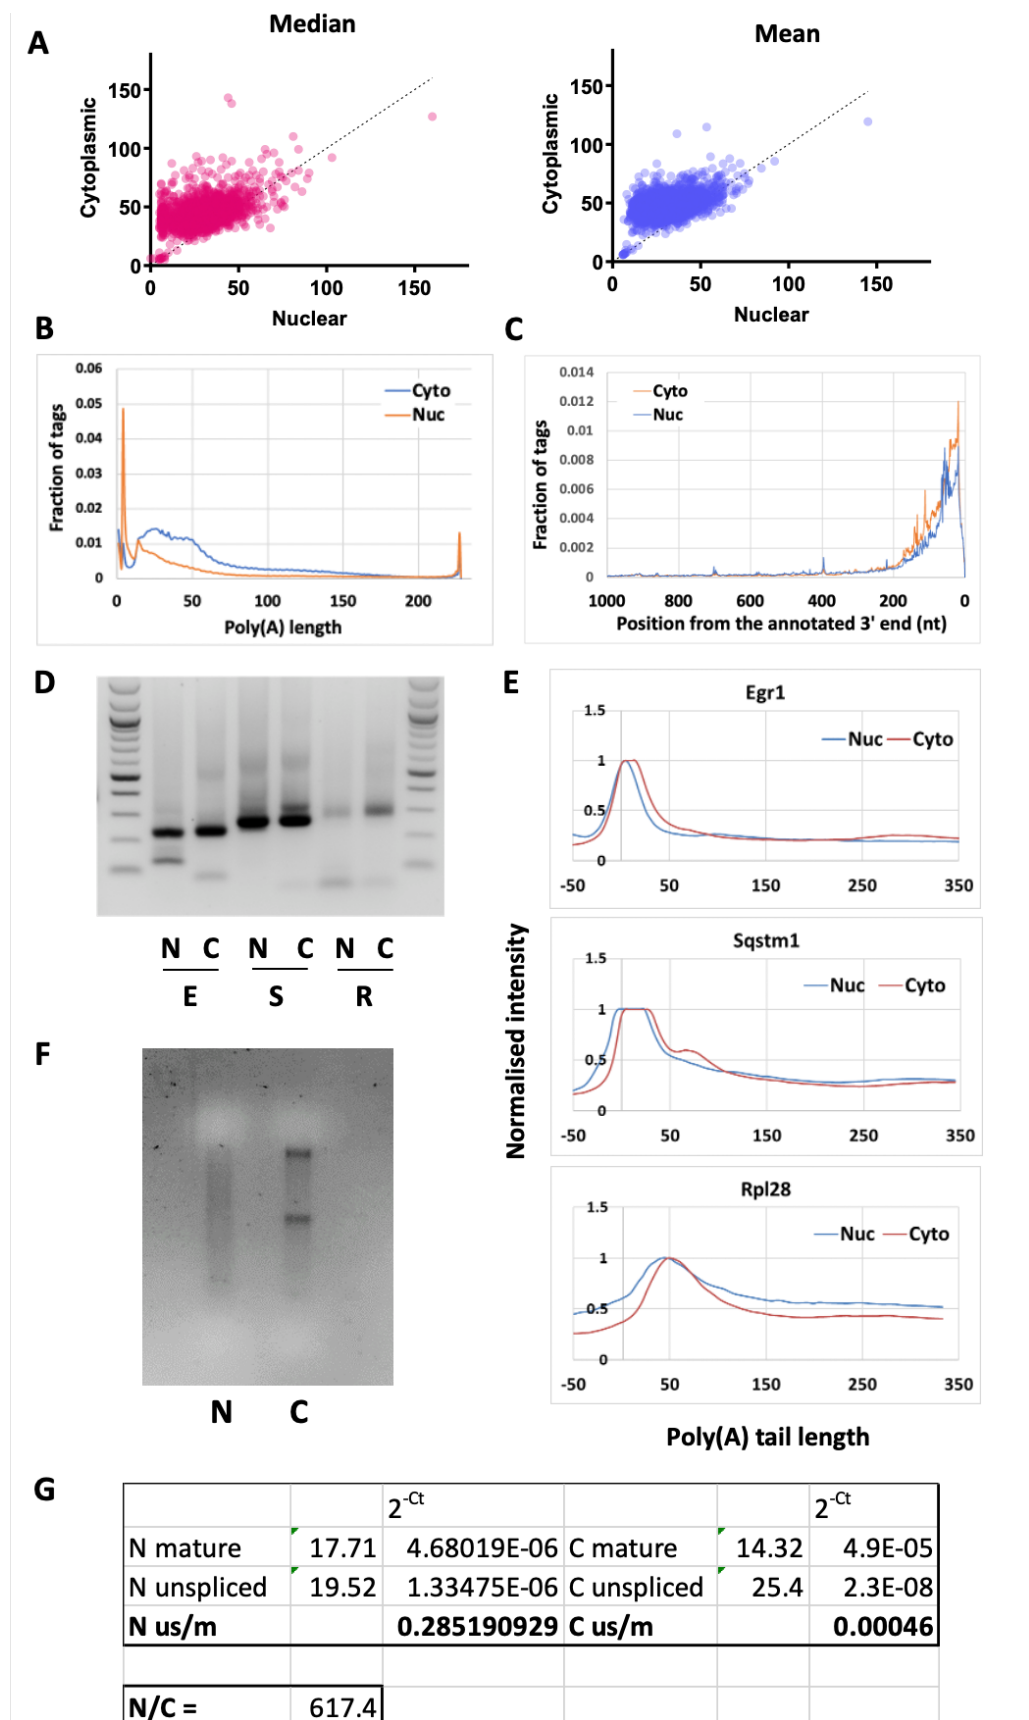 A
Median
Cytoplasmic
150
100
50
0
0 50 100 150
Nuclear
Mean
Cytoplasmic
150
100
50
0
0 50 100 150
Nuclear
B
Fraction of tags
0.06
0.05
0.04
0.03
0.02
0.01
0
Cyto
Nuc
0 50 100 150 200
Poly(A) length
C
Fraction of tags
0.014
0.012
0.01
0.008
0.006
0.004
0.002
0
Cyto
Nuc
1000 800 600 400 200 0
Position from the annotated 3' end (nt)
D
N C N C N C
E S R
E
Normalised intensity
Egr1
1.5
1
0.5
0
Nuc Cyto
-50 50 150 250 350
Sqstm1
1.5
1
0.5
0
Nuc Cyto
-50 50 150 250 350
Rpl28
1.5
1
0.5
0
Nuc Cyto
-50 50 150 250 350
Poly(A) tail length
F
N C
G
2-Ct 2-Ct
N mature 17.71 4.68019E-06 C mature 14.32 4.9E-05
N unspliced 19.52 1.33475E-06 C unspliced 25.4 2.3E-08
N us/m 0.285190929 C us/m 0.00046
N/C = 617.4